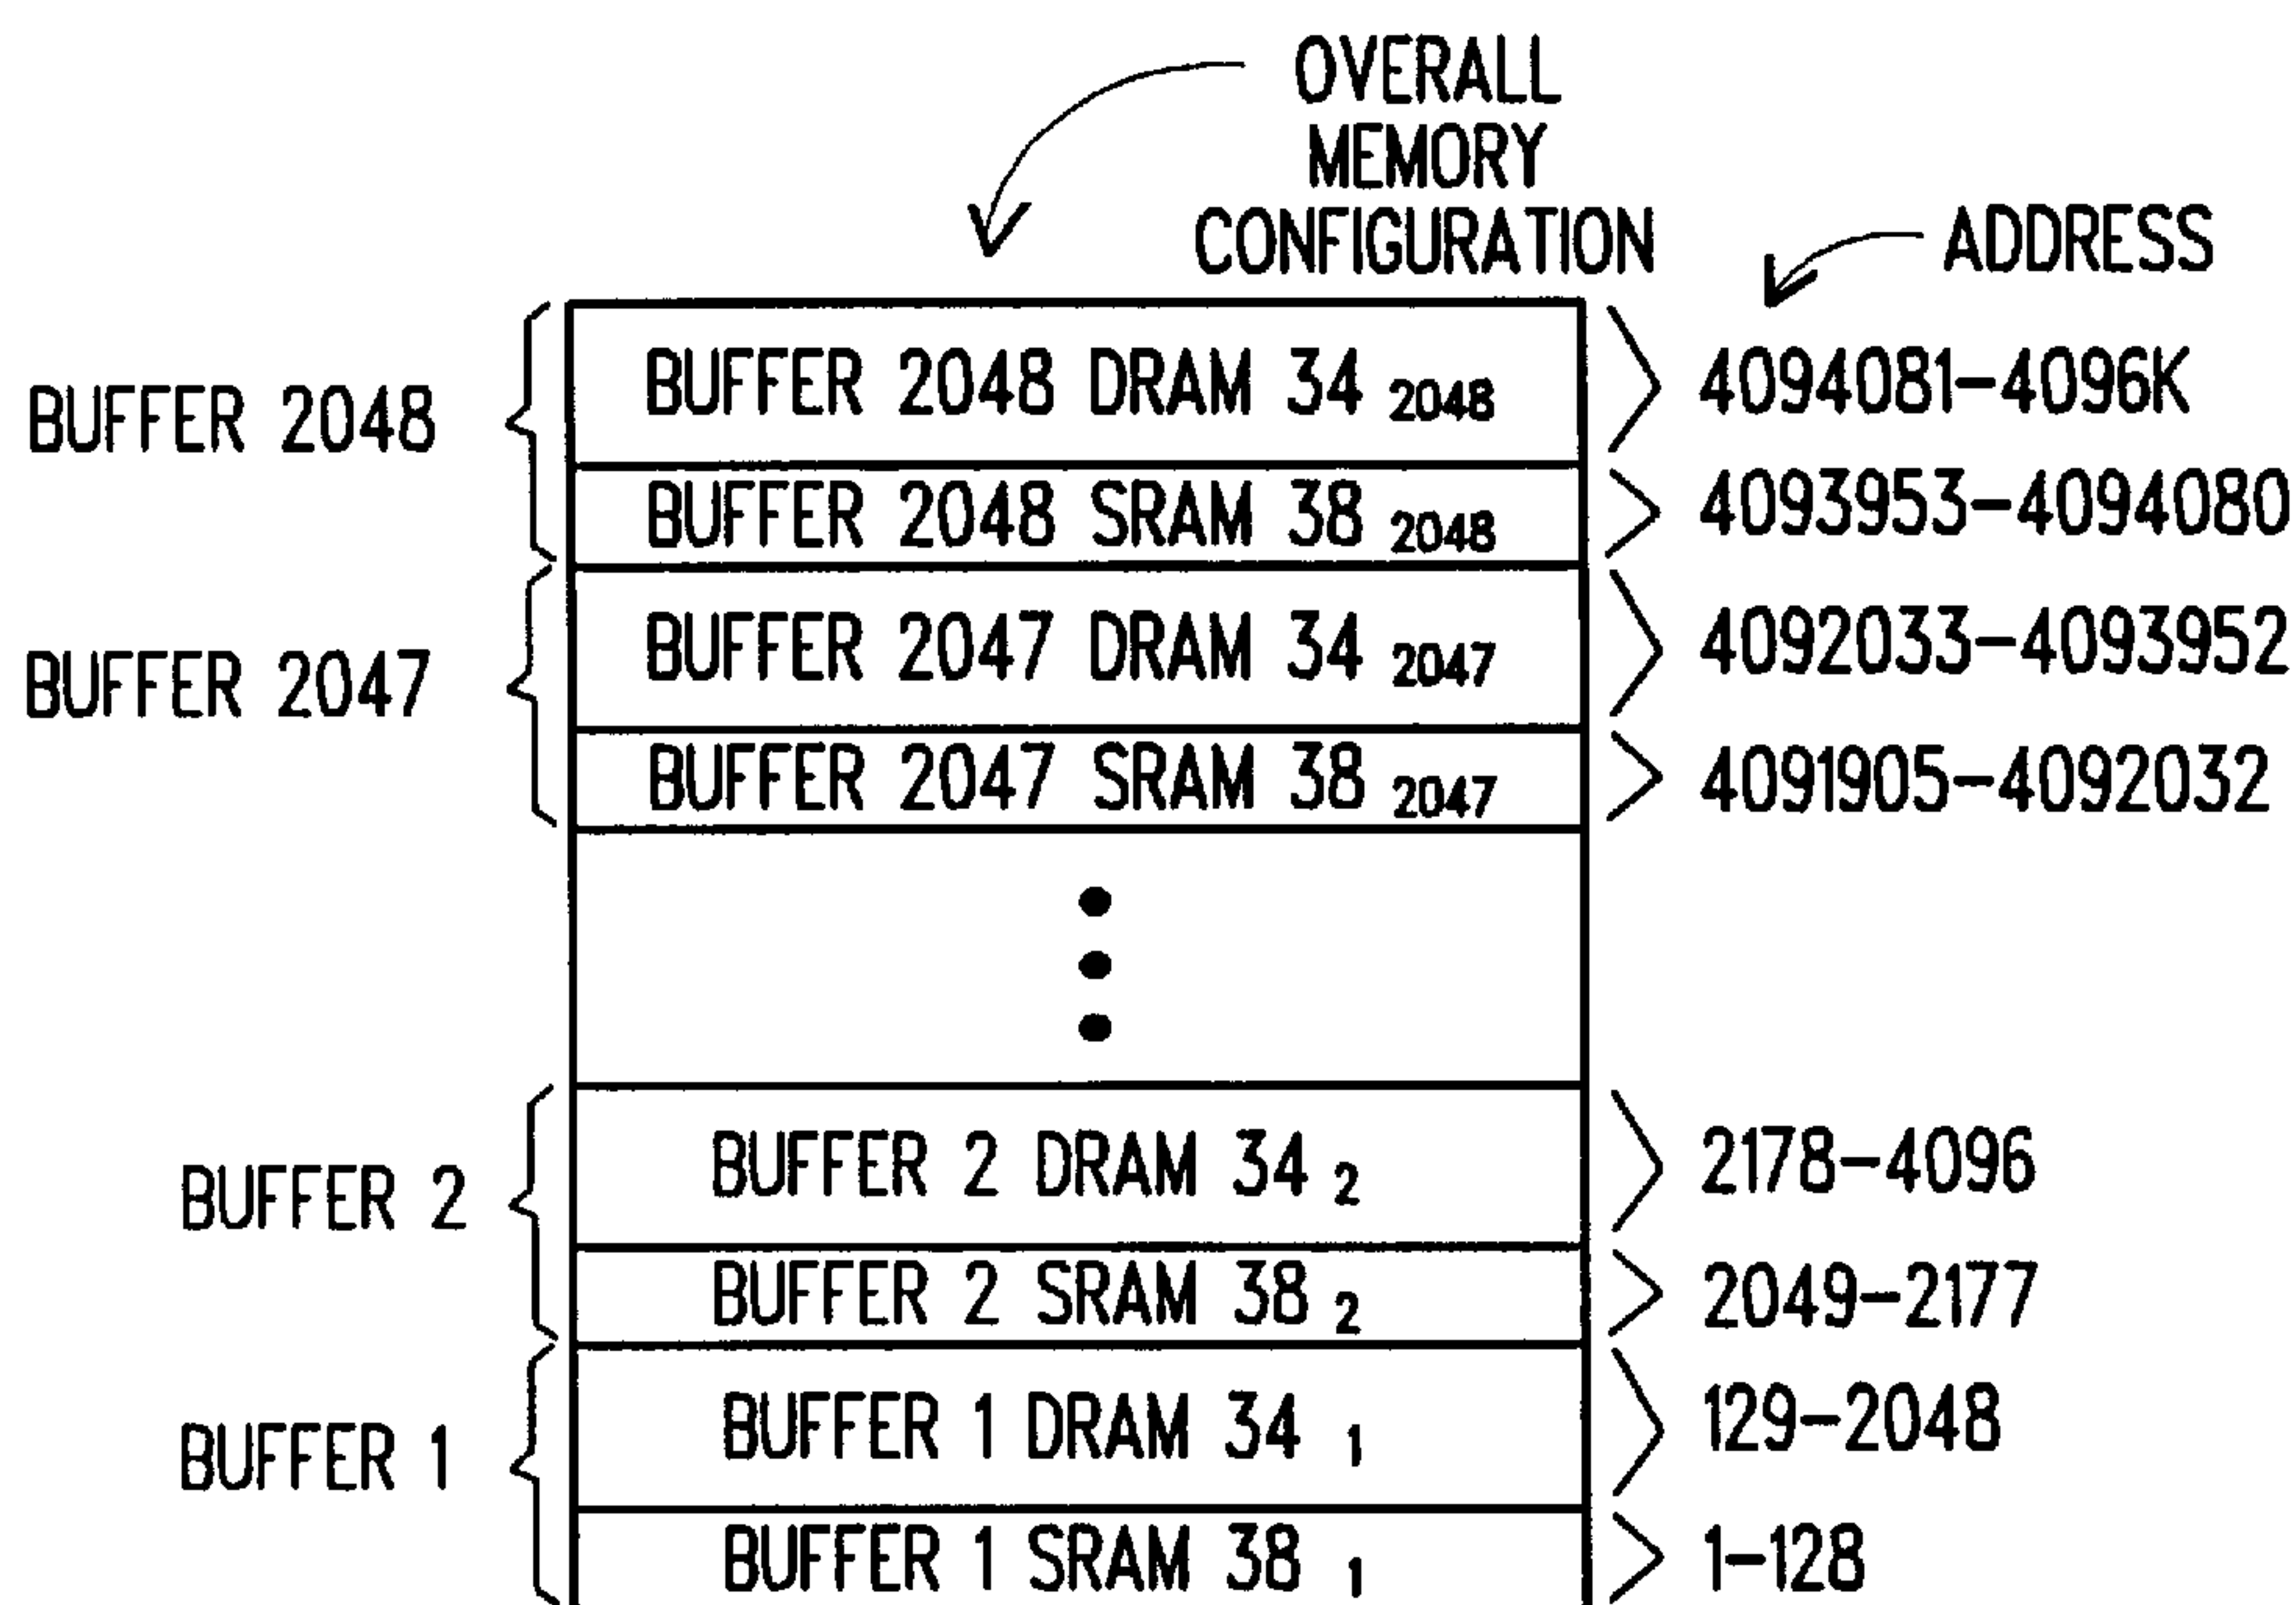 OVERALL
MEMORY
CONFIGURATION
ADDRESS
BUFFER 2048
BUFFER 2048 DRAM 34 2048
4094081-4096K
BUFFER 2048 SRAM 38 2048
4093953-4094080
BUFFER 2047
BUFFER 2047 DRAM 34 2047
4092033-4093952
BUFFER 2047 SRAM 38 2047
4091905-4092032
BUFFER 2
BUFFER 2 DRAM 34 2
2178-4096
BUFFER 2 SRAM 38 2
2049-2177
BUFFER 1
BUFFER 1 DRAM 34 1
129-2048
BUFFER 1 SRAM 38 1
1-128